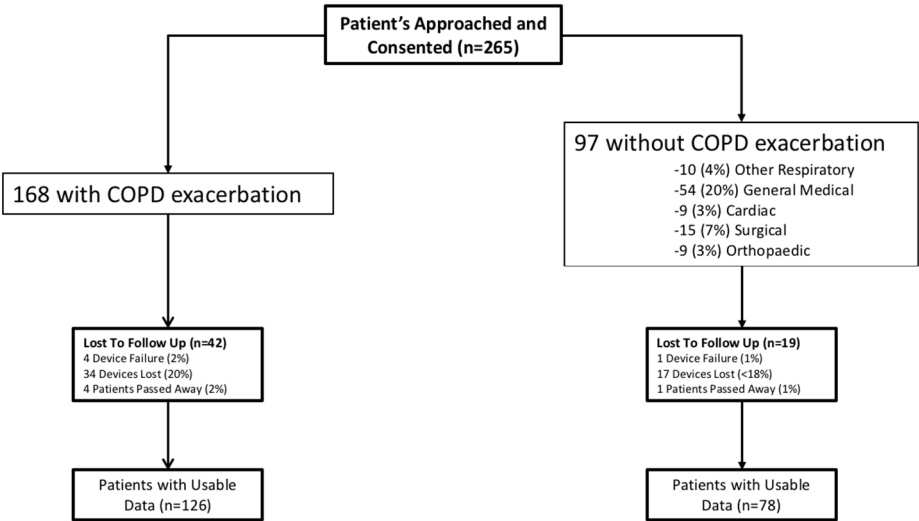 Patient’s Approached and
Consented (n=265)
168 with COPD exacerbation
97 without COPD exacerbation
-10 (4%) Other Respiratory
-54 (20%) General Medical
-9 (3%) Cardiac
-15 (7%) Surgical
-9 (3%) Orthopaedic
Lost To Follow Up (n=42)
4 Device Failure (2%)
34 Devices Lost (20%)
4 Patients Passed Away (2%)
Lost To Follow Up (n=19)
1 Device Failure (1%)
17 Devices Lost (<18%)
1 Patients Passed Away (1%)
Patients with Usable
Data (n=126)
Patients with Usable
Data (n=78)